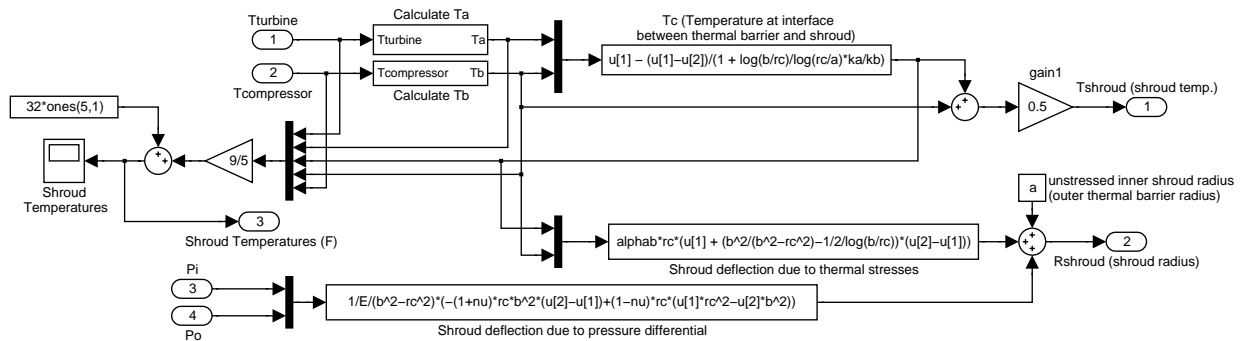 Tturbine
1
Calculate Ta
Tturbine Ta
Tc (Temperature at interface
between thermal barrier and shroud)
u[1] − (u[1]−u[2])/(1 + log(b/rc)/log(rc/a)*ka/kb)
2
Tcompressor
Tcompressor Tb
Calculate Tb
gain1
0.5
Tshroud (shroud temp.)
1
+
+
32*ones(5,1)
+
+
9/5
Shroud
Temperatures
3
Shroud Temperatures (F)
a
unstressed inner shroud radius
(outer thermal barrier radius)
alphab*rc*(u[1] + (b^2/(b^2−rc^2)−1/2/log(b/rc))*(u[2]−u[1]))
Shroud deflection due to thermal stresses
+
+
+
2
Rshroud (shroud radius)
Pi
3
4
Po
1/E/(b^2−rc^2)*(−(1+nu)*rc*b^2*(u[2]−u[1])+(1−nu)*rc*(u[1]*rc^2−u[2]*b^2))
Shroud deflection due to pressure differential